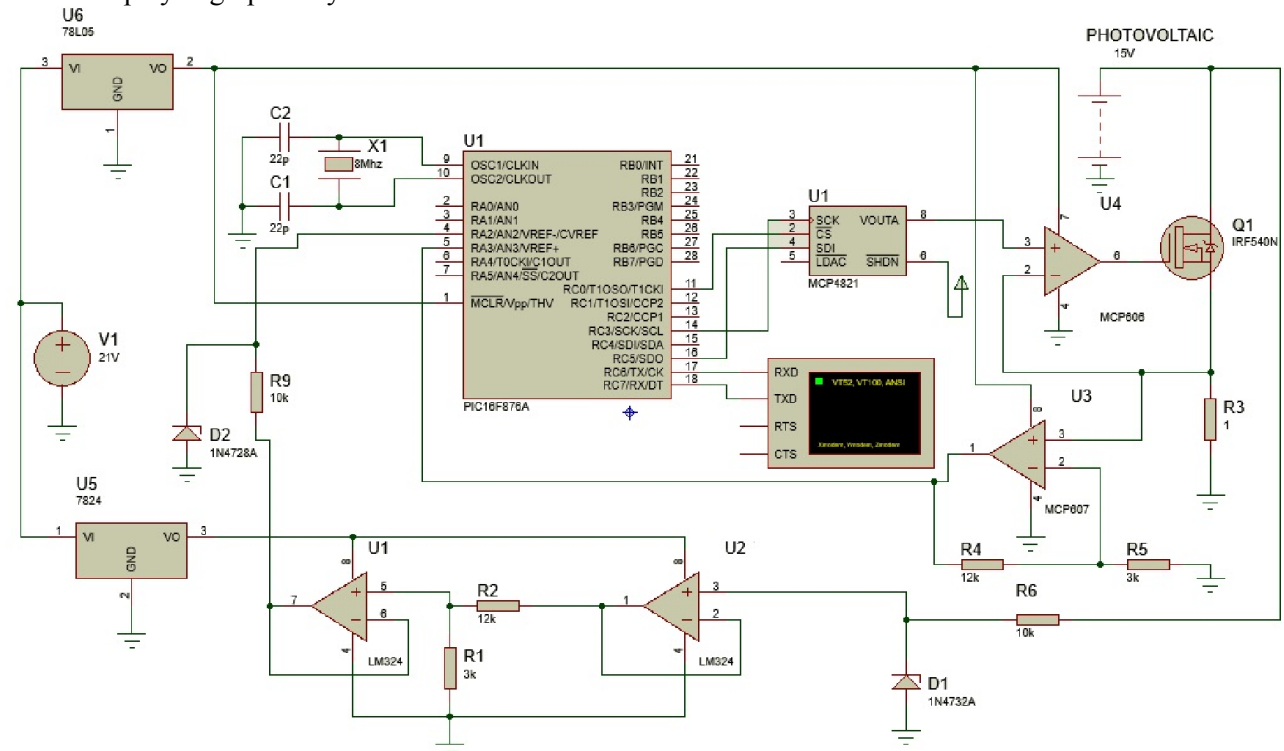 U6
78L05
3
VI
VO
2
GND
1
C2
22p
X1
8Mhz
C1
22p
U1
9
OSC1/CLKIN
10
OSC2/CLKOUT
2
RA0/AN0
3
RA1/AN1
4
RA2/AN2/VREF-/CVREF
5
RA3/AN3/VREF+
6
RA4/T0CKI/C1OUT
7
RA5/AN4/SS/C2OUT
1
MCLR/Vpp/THV
RB0/INT
21
RB1
22
RB2
23
RB3/PGM
24
RB4
25
RB5
26
RB6/PGC
27
RB7/PGD
28
RC0/T1OSO/T1CKI
11
RC1/T1OSI/CCP2
12
RC2/CCP1
13
RC3/SCK/SCL
14
RC4/SDI/SDA
15
RC5/SDO
16
RC6/TX/CK
17
RC7/RX/DT
18
PIC16F876A
U1
3
SCK
2
CS
4
SDI
5
LDAC
VOUTA
8
SHDN
6
MCP4821
PHOTOVOLTAIC
15V
U4
7
3
2
6
4
MCP606
Q1
IRF540N
RXD
TXD
RTS
CTS
VT52, VT100, ANSI
U3
8
3
2
1
4
MCP607
R3
1
V1
21V
R9
10k
D2
1N4728A
U5
7824
1
VI
VO
3
GND
2
U1
8
5
6
7
4
LM324
R2
12k
R1
3k
U2
8
3
2
1
4
LM324
R4
12k
R5
3k
R6
10k
D1
1N4732A